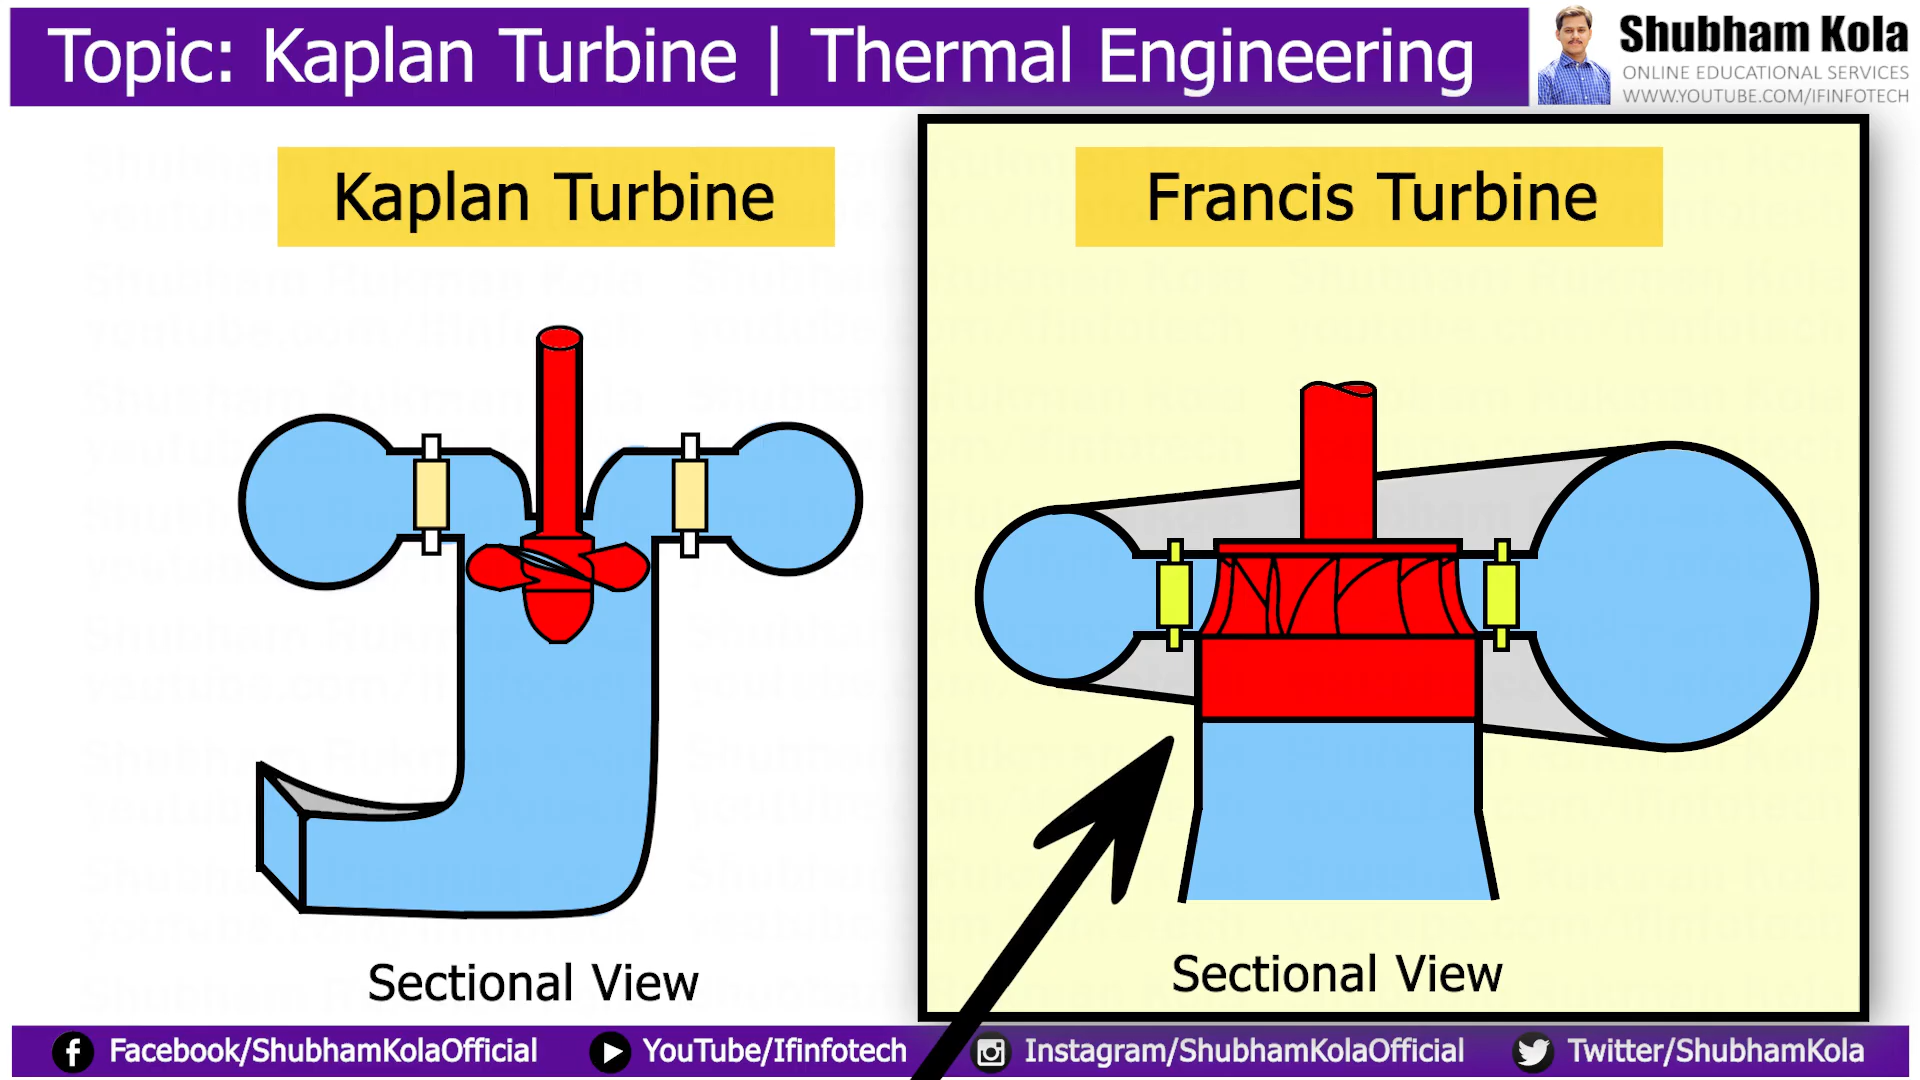 Topic: Kaplan Turbine | Thermal Engineering
Shubham Kola
ONLINE EDUCATIONAL SERVICES
WWW.YOUTUBE.COM/IFINFOTECH
Kaplan Turbine
Francis Turbine
Sectional View
Sectional View
Facebook/ShubhamKolaOfficial
YouTube/Ifinfotech
Instagram/ShubhamKolaOfficial
Twitter/ShubhamKola